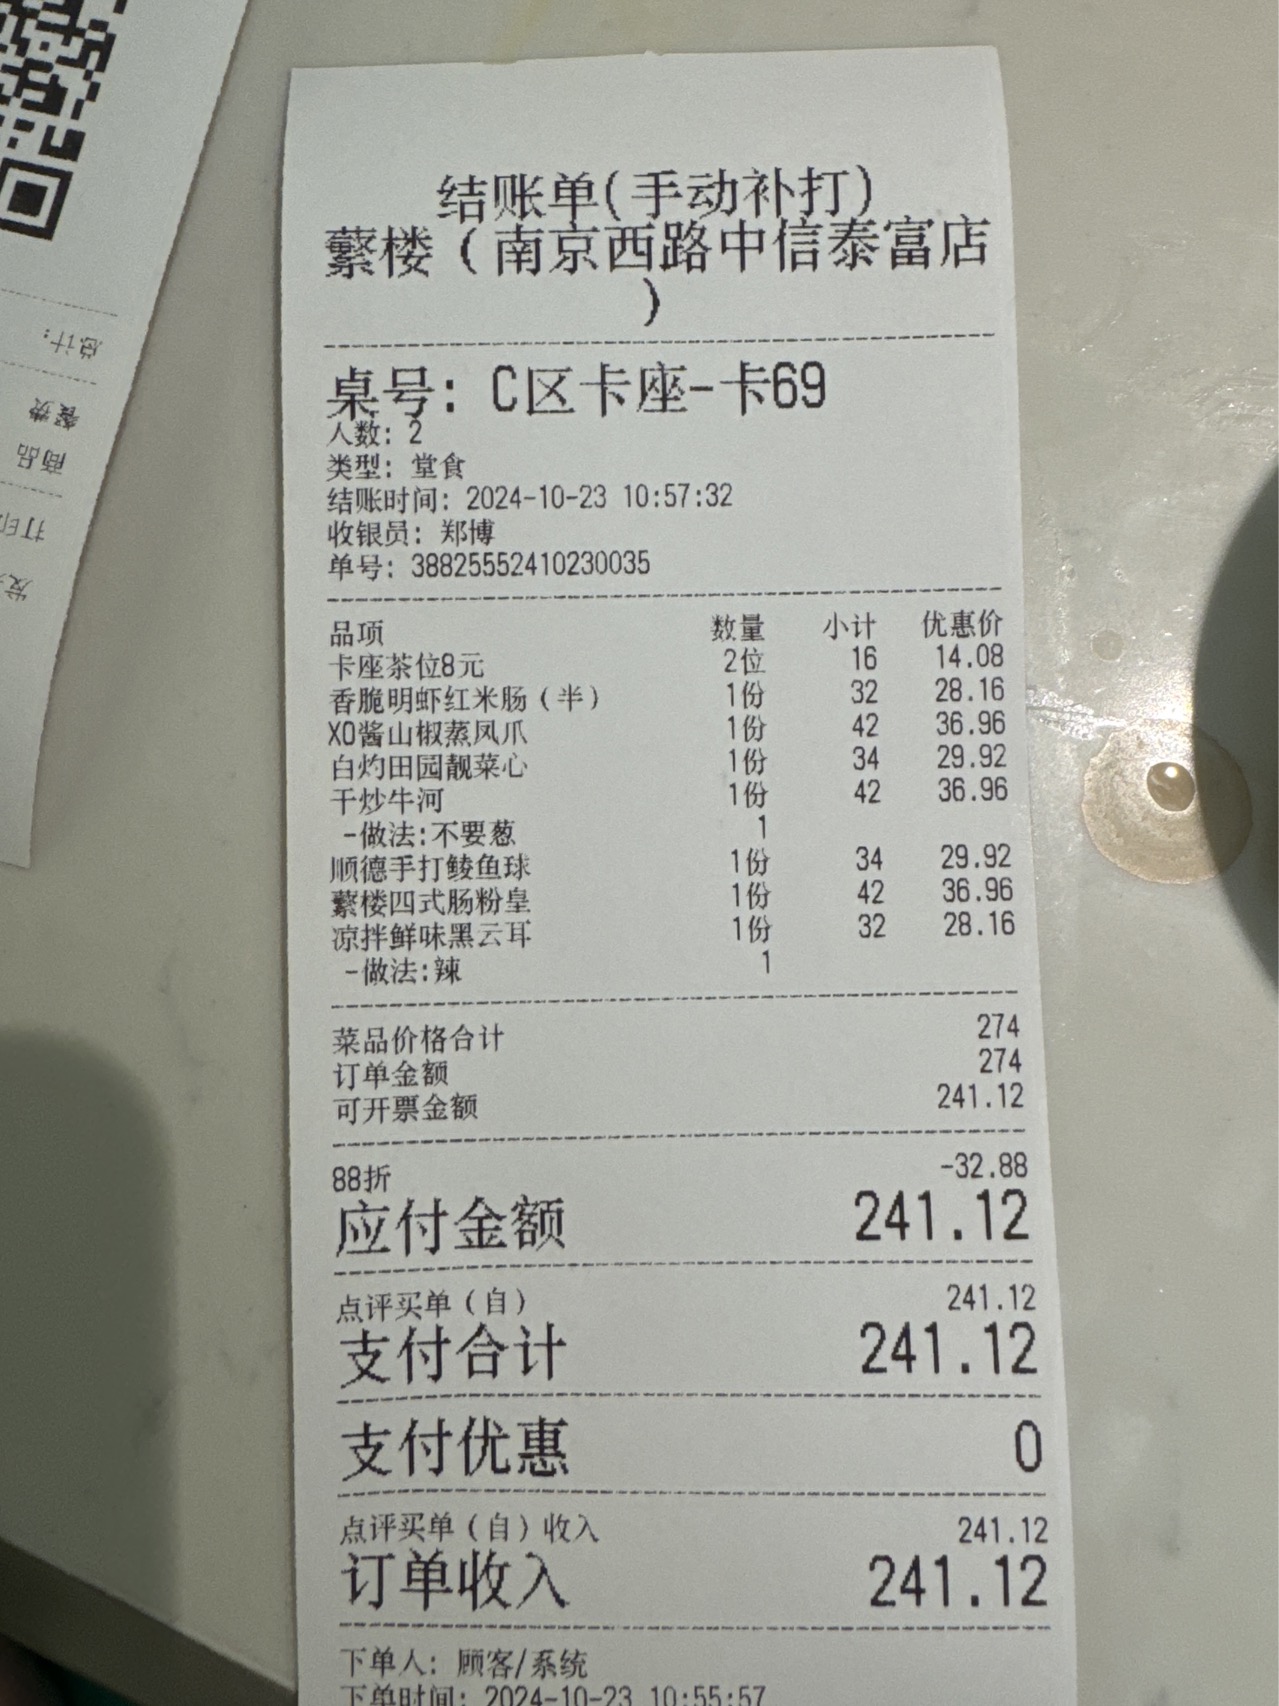 结账单(手动补打)
蘩楼（南京西路中信泰富店
）
桌号: C区卡座-卡69
人数: 2
类型: 堂食
结账时间: 2024-10-23 10:57:32
收银员: 郑博
单号: 38825552410230035
品项 数量 小计 优惠价
卡座茶位8元 2位 16 14.08
香脆明虾红米肠（半） 1份 32 28.16
XO酱山椒蒸凤爪 1份 42 36.96
白灼田园靓菜心 1份 34 29.92
干炒牛河 1份 42 36.96
-做法:不要葱 1
顺德手打鲮鱼球 1份 34 29.92
蘩楼四式肠粉皇 1份 42 36.96
凉拌鲜味黑云耳 1份 32 28.16
-做法:辣 1
菜品价格合计 274
订单金额 274
可开票金额 241.12
88折 -32.88
应付金额 241.12
点评买单（自） 241.12
支付合计 241.12
支付优惠 0
点评买单（自）收入 241.12
订单收入 241.12
下单人: 顾客/系统
下单时间: 2024-10-23 10:55:57
总计:
餐费
商品
打印
发